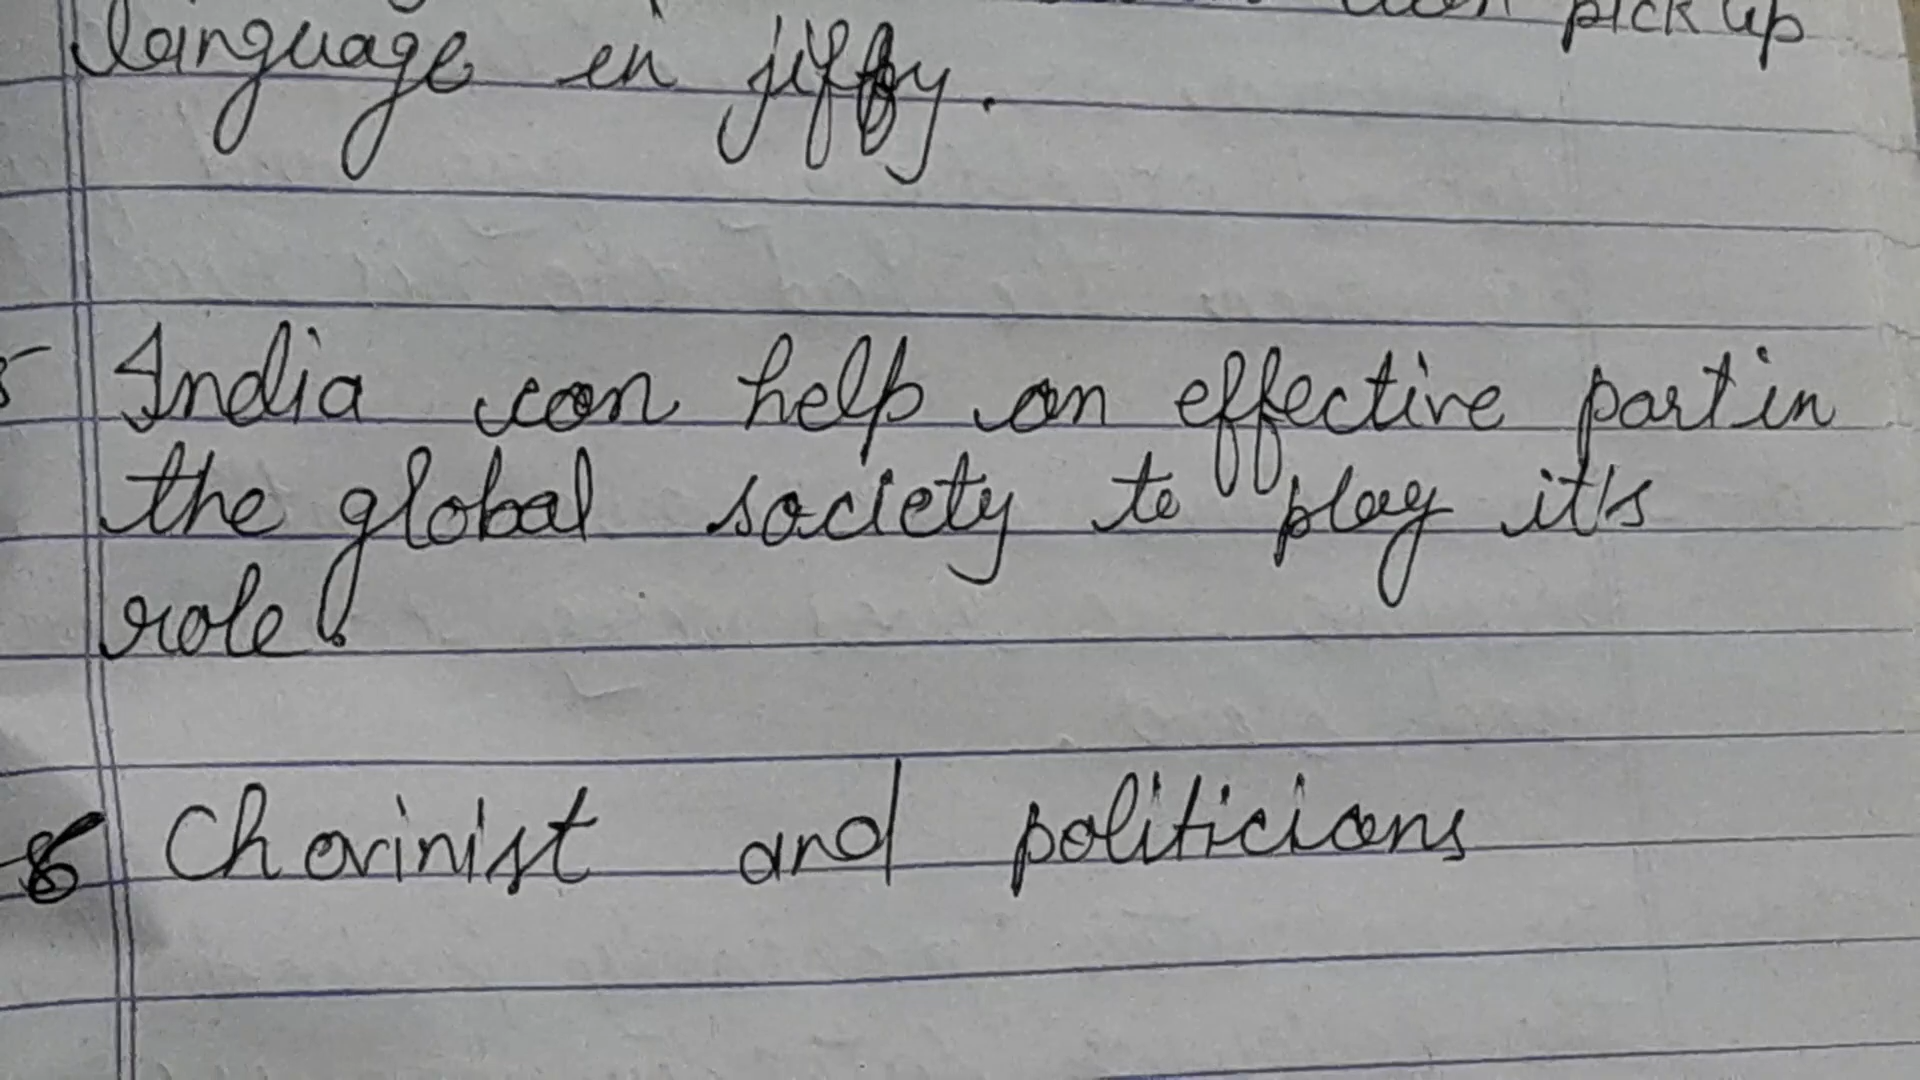 pick up
language in jiffy.
5 India can help an effective part in
the global society to play it's
role.
6 Chavinist and politicians